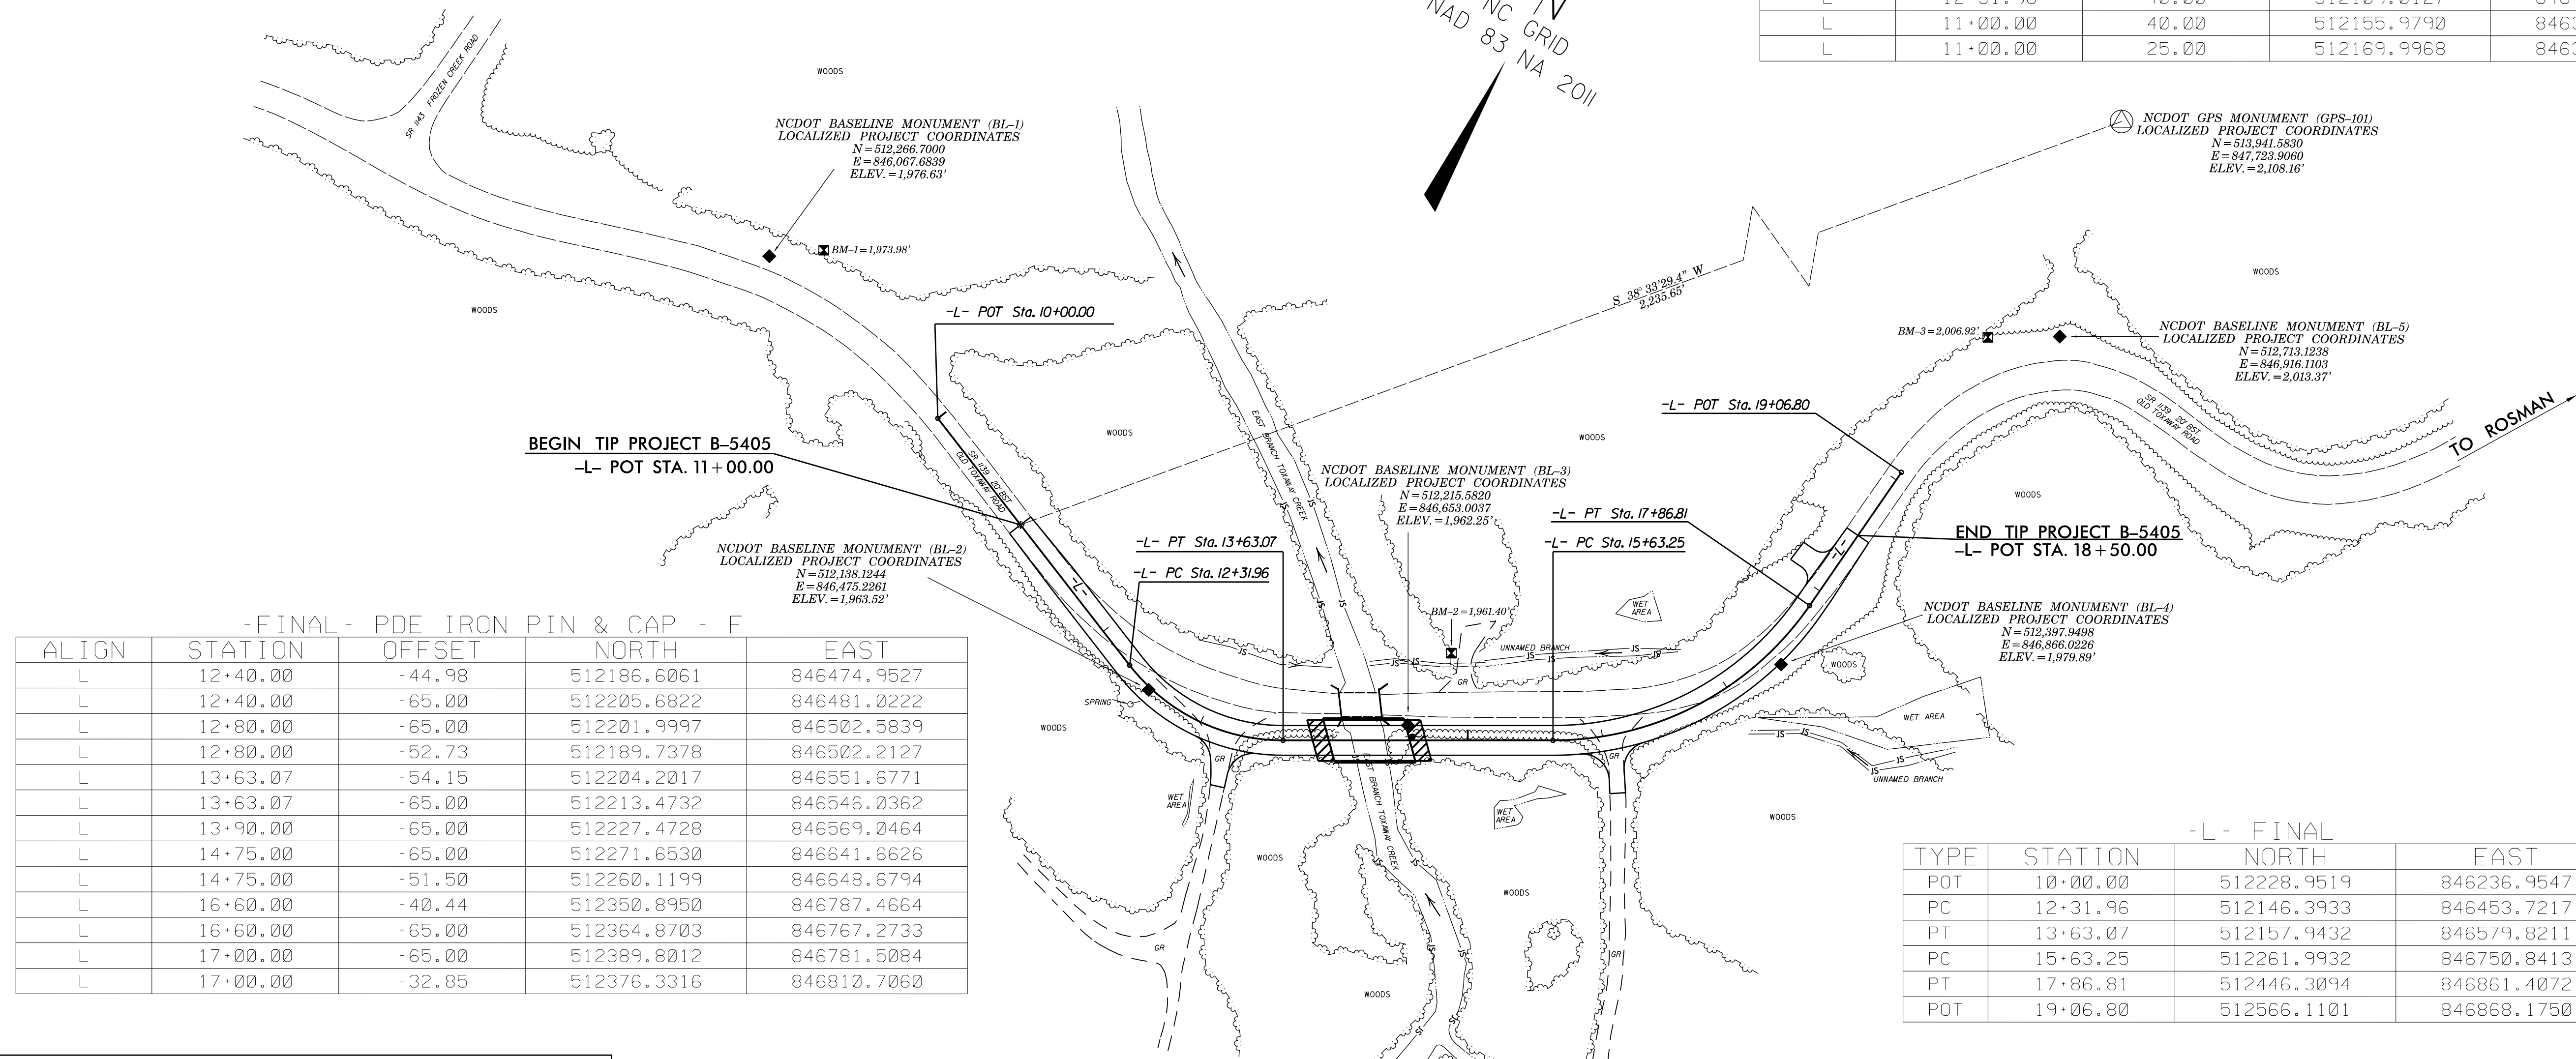 NC GRID
NAD 83 NA 2011
L 11+00.00 40.00 512155.9790
L 11+00.00 25.00 512169.9968
SR 1143 FROZEN CREEK ROAD
WOODS
NCDOT BASELINE MONUMENT (BL-1)
LOCALIZED PROJECT COORDINATES
N=512,266.7000
E=846,067.6839
ELEV.=1,976.63'
BM-1=1,973.98'
WOODS
NCDOT GPS MONUMENT (GPS-101)
LOCALIZED PROJECT COORDINATES
N=513,941.5830
E=847,723.9060
ELEV.=2,108.16'
S 38° 33'29.4" W
2,235.65'
WOODS
-L- POT Sta. 10+00.00
BM-3=2,006.92'
NCDOT BASELINE MONUMENT (BL-5)
LOCALIZED PROJECT COORDINATES
N=512,713.1238
E=846,916.1103
ELEV.=2,013.37'
SR 1139 20' BST
OLD TOXAWAY ROAD
TO ROSMAN
-L- POT Sta. 19+06.80
WOODS
WOODS
BEGIN TIP PROJECT B-5405
-L- POT STA. 11+00.00
SR 1139 20' BST
OLD TOXAWAY ROAD
EAST BRANCH TOXAWAY CREEK
JS
NCDOT BASELINE MONUMENT (BL-3)
LOCALIZED PROJECT COORDINATES
N=512,215.5820
E=846,653.0037
ELEV.=1,962.25'
WOODS
-L- PT Sta. 17+86.81
-L- PC Sta. 15+63.25
END TIP PROJECT B-5405
-L- POT STA. 18+50.00
-L-
-L- PT Sta. 13+63.07
-L- PC Sta. 12+31.96
NCDOT BASELINE MONUMENT (BL-2)
LOCALIZED PROJECT COORDINATES
N=512,138.1244
E=846,475.2261
ELEV.=1,963.52'
-L-
BM-2=1,961.40'
WET
AREA
UNNAMED BRANCH
JS
JS
GR
NCDOT BASELINE MONUMENT (BL-4)
LOCALIZED PROJECT COORDINATES
N=512,397.9498
E=846,866.0226
ELEV.=1,979.89'
WOODS
SPRING
WOODS
WET AREA
JS
JS
UNNAMED BRANCH
GR
GR
WET
AREA
EAST BRANCH TOXAWAY CREEK
WET
AREA
WOODS
WOODS
WOODS
GR
GR
WOODS
JS
-FINAL- PDE IRON PIN & CAP - E
ALIGN STATION OFFSET NORTH EAST
L 12+40.00 -44.98 512186.6061 846474.9527
L 12+40.00 -65.00 512205.6822 846481.0222
L 12+80.00 -65.00 512201.9997 846502.5839
L 12+80.00 -52.73 512189.7378 846502.2127
L 13+63.07 -54.15 512204.2017 846551.6771
L 13+63.07 -65.00 512213.4732 846546.0362
L 13+90.00 -65.00 512227.4728 846569.0464
L 14+75.00 -65.00 512271.6530 846641.6626
L 14+75.00 -51.50 512260.1199 846648.6794
L 16+60.00 -40.44 512350.8950 846787.4664
L 16+60.00 -65.00 512364.8703 846767.2733
L 17+00.00 -65.00 512389.8012 846781.5084
L 17+00.00 -32.85 512376.3316 846810.7060
-L- FINAL
TYPE STATION NORTH EAST
POT 10+00.00 512228.9519 846236.9547
PC 12+31.96 512146.3933 846453.7217
PT 13+63.07 512157.9432 846579.8211
PC 15+63.25 512261.9932 846750.8413
PT 17+86.81 512446.3094 846861.4072
POT 19+06.80 512566.1101 846868.1750